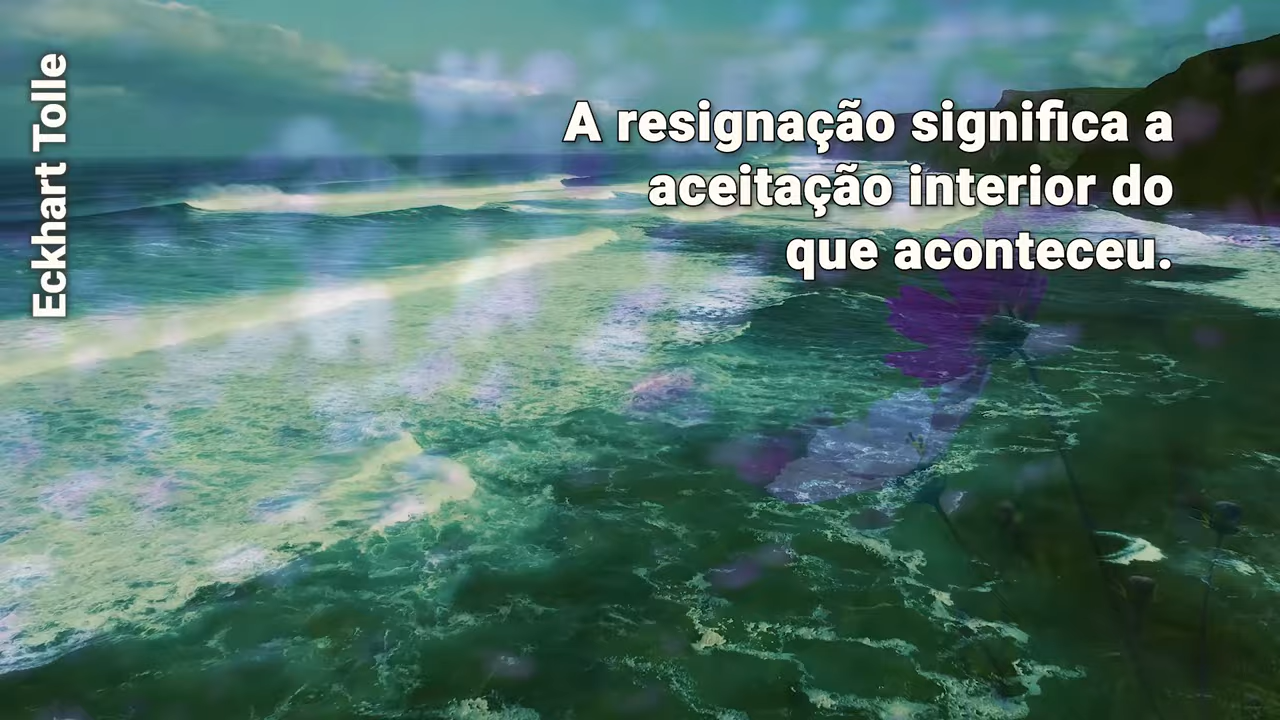 Eckhart Tolle
A resignação significa a
aceitação interior do
que aconteceu.